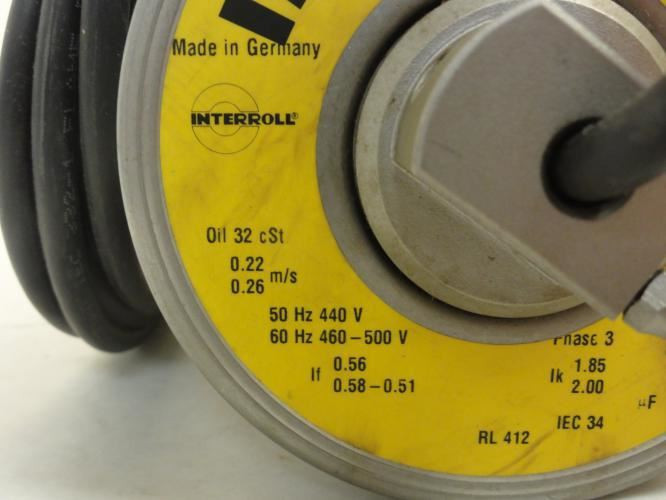 Made in Germany
INTERROLL®
Oil 32 cSt
0.22
0.26 m/s
50 Hz 440 V
60 Hz 460-500 V
Phase 3
If 0.56
0.58-0.51
Ik 1.85
2.00
µF
IEC 34
RL 412